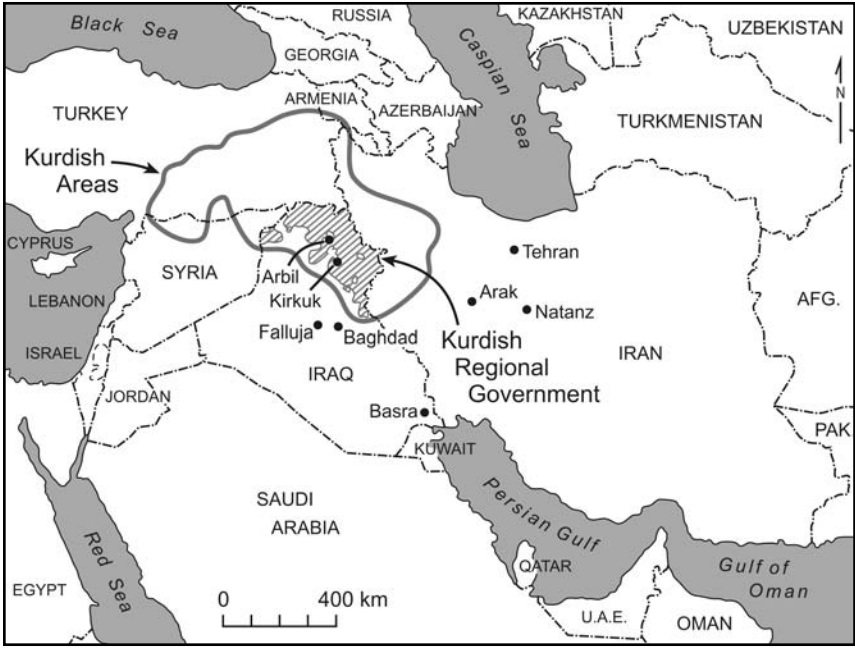 RUSSIA
KAZAKHSTAN
UZBEKISTAN
Black Sea
Caspian
Sea
GEORGIA
ARMENIA
AZERBAIJAN
N
TURKEY
TURKMENISTAN
Kurdish
Areas
CYPRUS
SYRIA
Arbil
Kirkuk
Tehran
Arak
Natanz
AFG.
LEBANON
Falluja
Baghdad
Kurdish
Regional
Government
IRAN
ISRAEL
IRAQ
JORDAN
Basra
KUWAIT
PAK.
SAUDI
ARABIA
Persian Gulf
Red Sea
EGYPT
QATAR
Gulf of
Oman
U.A.E.
OMAN
0 400 km